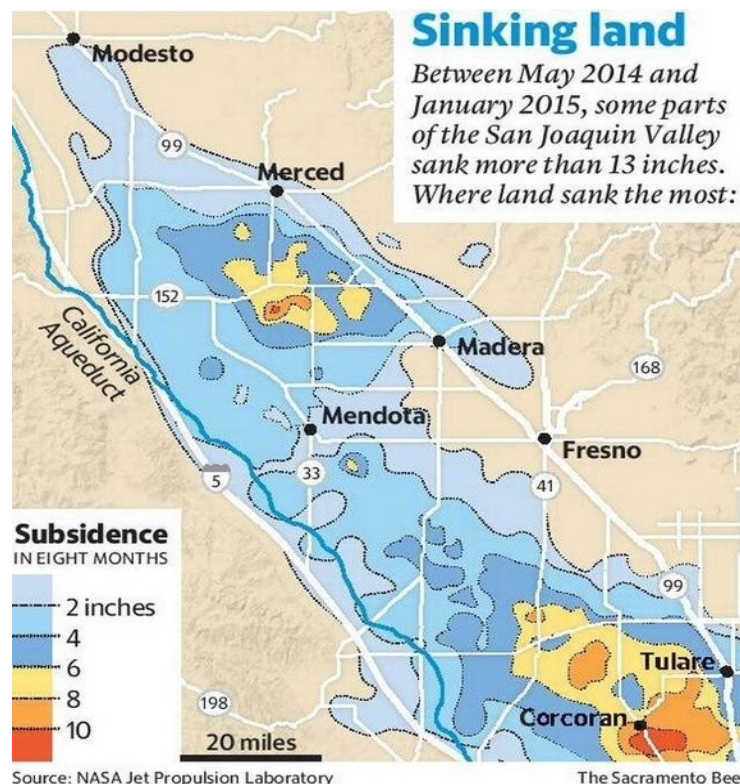 Sinking land
Between May 2014 and
January 2015, some parts
of the San Joaquin Valley
sank more than 13 inches.
Where land sank the most:
Modesto
99
Merced
152
California
Aqueduct
Madera
168
Mendota
Fresno
5
33
41
Subsidence
IN EIGHT MONTHS
2 inches
4
6
8
10
99
Tulare
198
Corcoran
20 miles
Source: NASA Jet Propulsion Laboratory
The Sacramento Bee